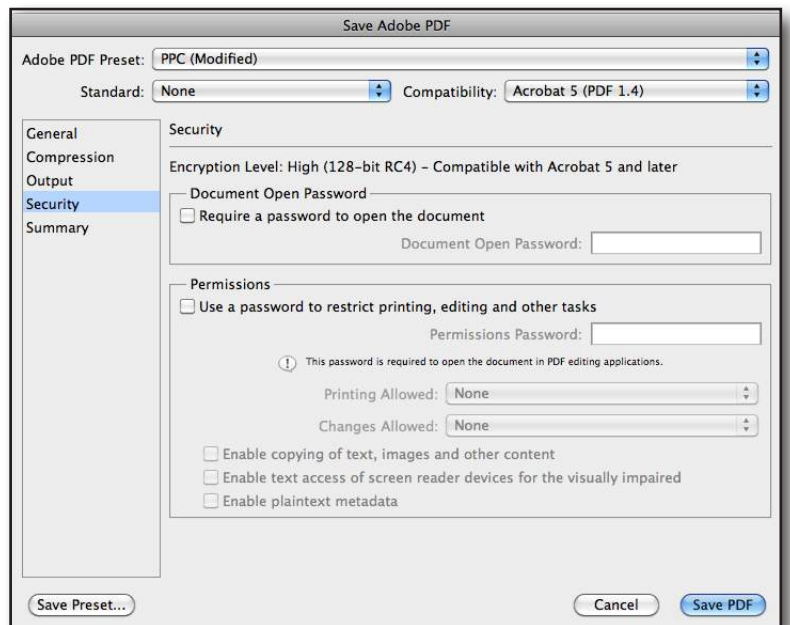 Save Adobe PDF
Adobe PDF Preset: PPC (Modified)
Standard: None Compatibility: Acrobat 5 (PDF 1.4)
General
Compression
Output
Security
Summary
Security
Encryption Level: High (128-bit RC4) – Compatible with Acrobat 5 and later
Document Open Password
Require a password to open the document
Document Open Password:
Permissions
Use a password to restrict printing, editing and other tasks
Permissions Password:
! This password is required to open the document in PDF editing applications.
Printing Allowed: None
Changes Allowed: None
Enable copying of text, images and other content
Enable text access of screen reader devices for the visually impaired
Enable plaintext metadata
Save Preset... Cancel Save PDF